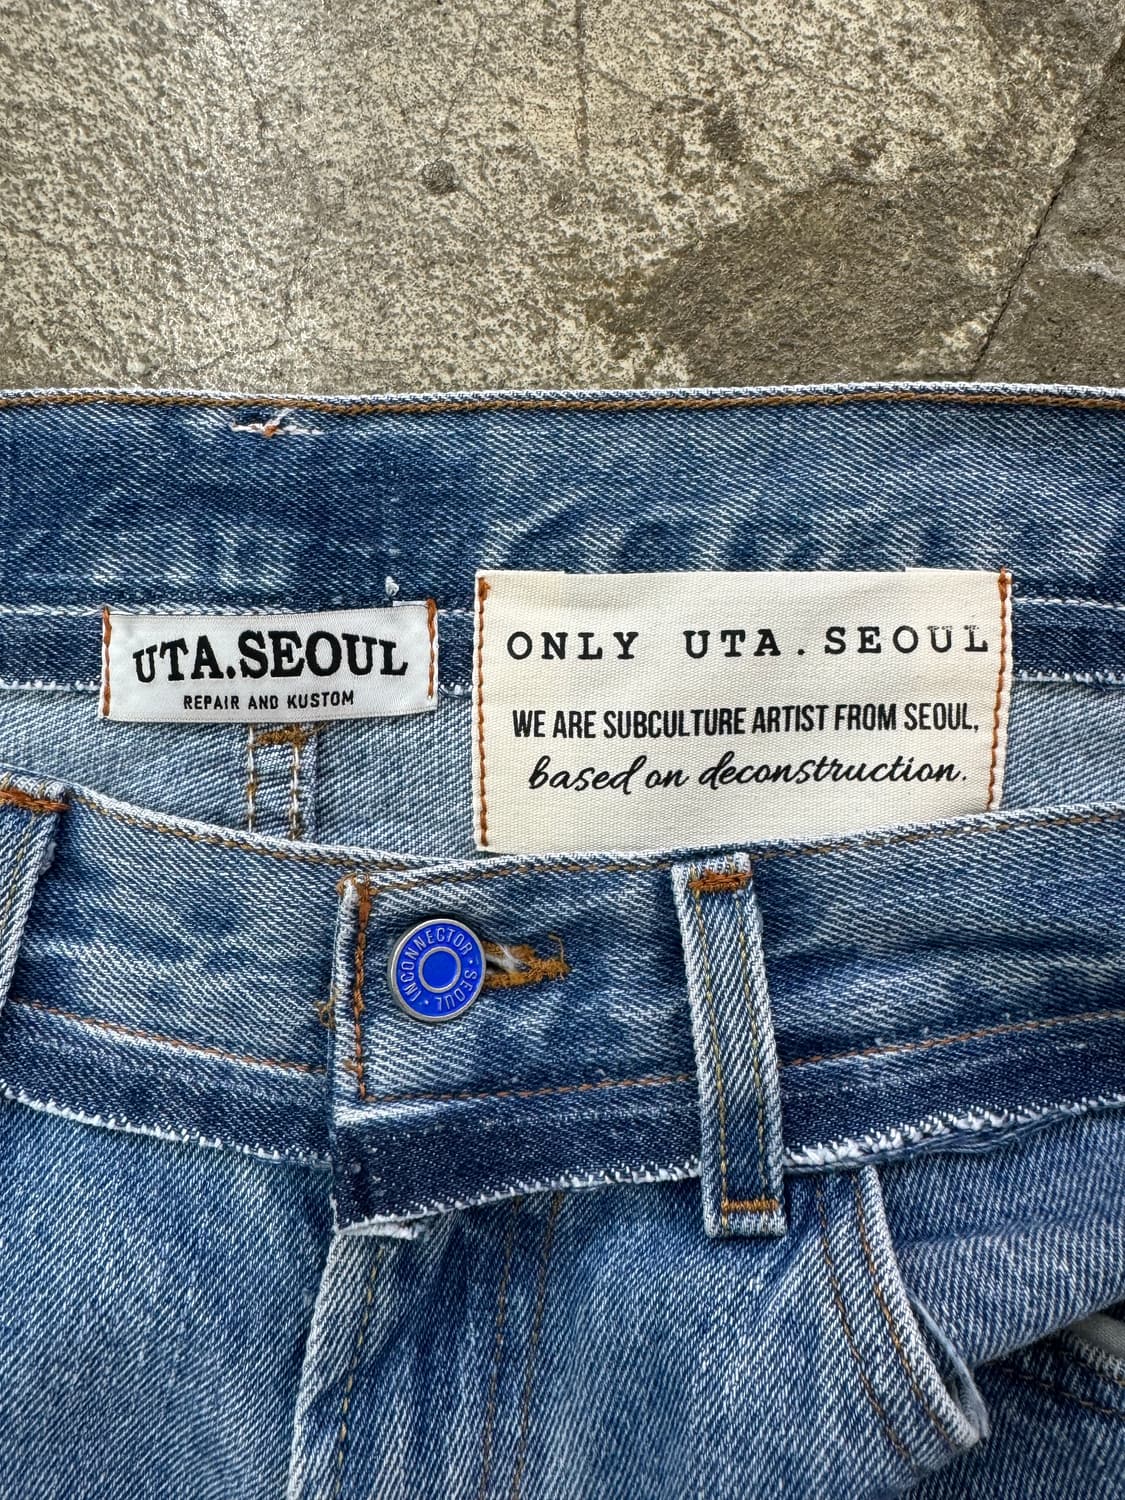 UTA.SEOUL
REPAIR AND KUSTOM
ONLY UTA.SEOUL
WE ARE SUBCULTURE ARTIST FROM SEOUL,
based on deconstruction.
INCONNECTOR · SEOUL ·